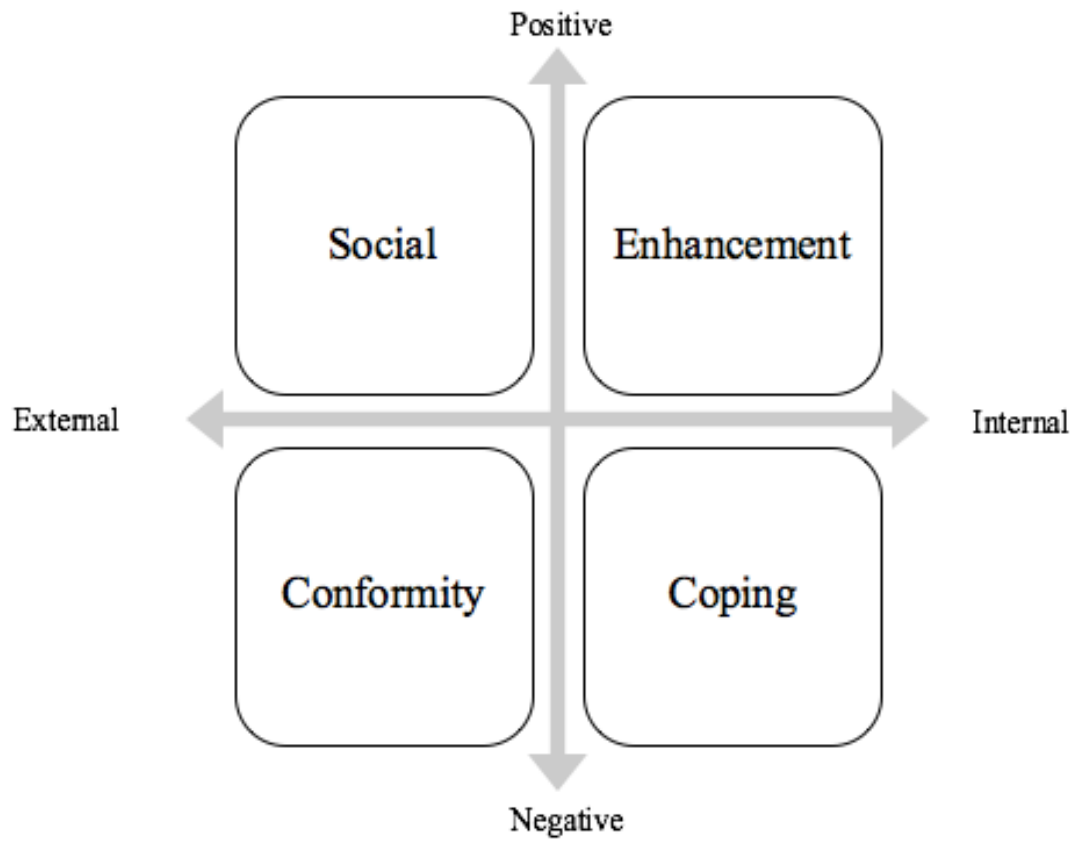 Positive
Social
Enhancement
External
Internal
Conformity
Coping
Negative